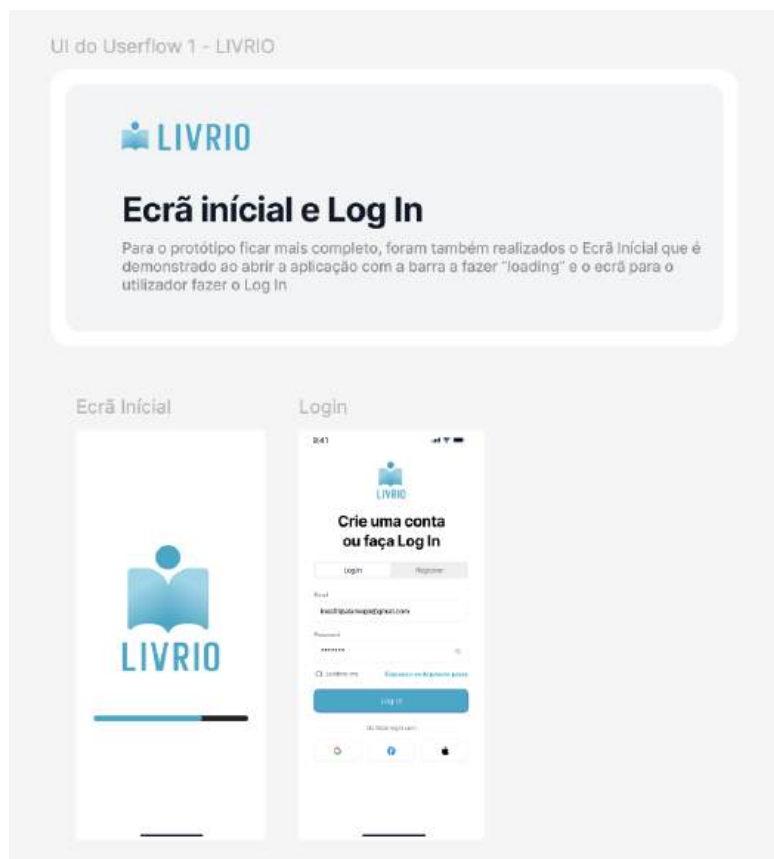 UI do Userflow 1 - LIVRIO
LIVRIO
Ecrã inícial e Log In
Para o protótipo ficar mais completo, foram também realizados o Ecrã Inícial que é
demonstrado ao abrir a aplicação com a barra a fazer "loading" e o ecrã para o
utilizador fazer o Log In
Ecrã Inícial
Login
LIVRIO
9:41
LIVRIO
Crie uma conta
ou faça Log In
Login
Registar
Email
Password
*******
Log In